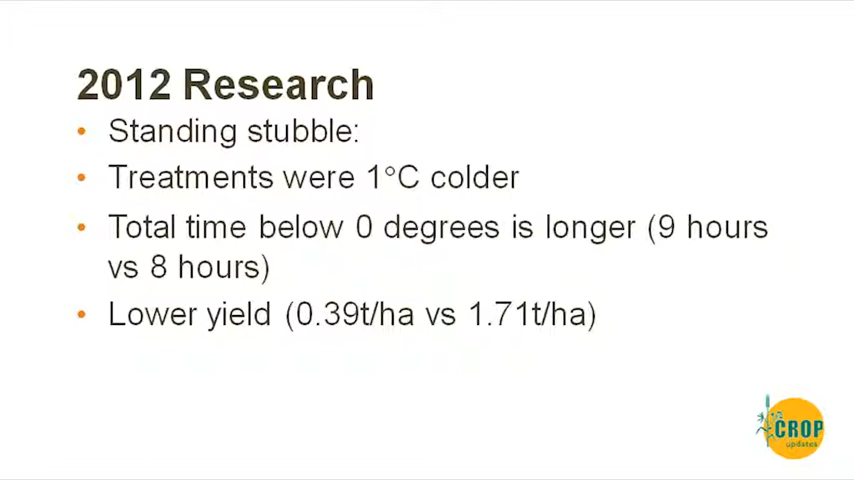 2012 Research
• Standing stubble:
• Treatments were 1°C colder
• Total time below 0 degrees is longer (9 hours
vs 8 hours)
• Lower yield (0.39t/ha vs 1.71t/ha)
CROP
updates